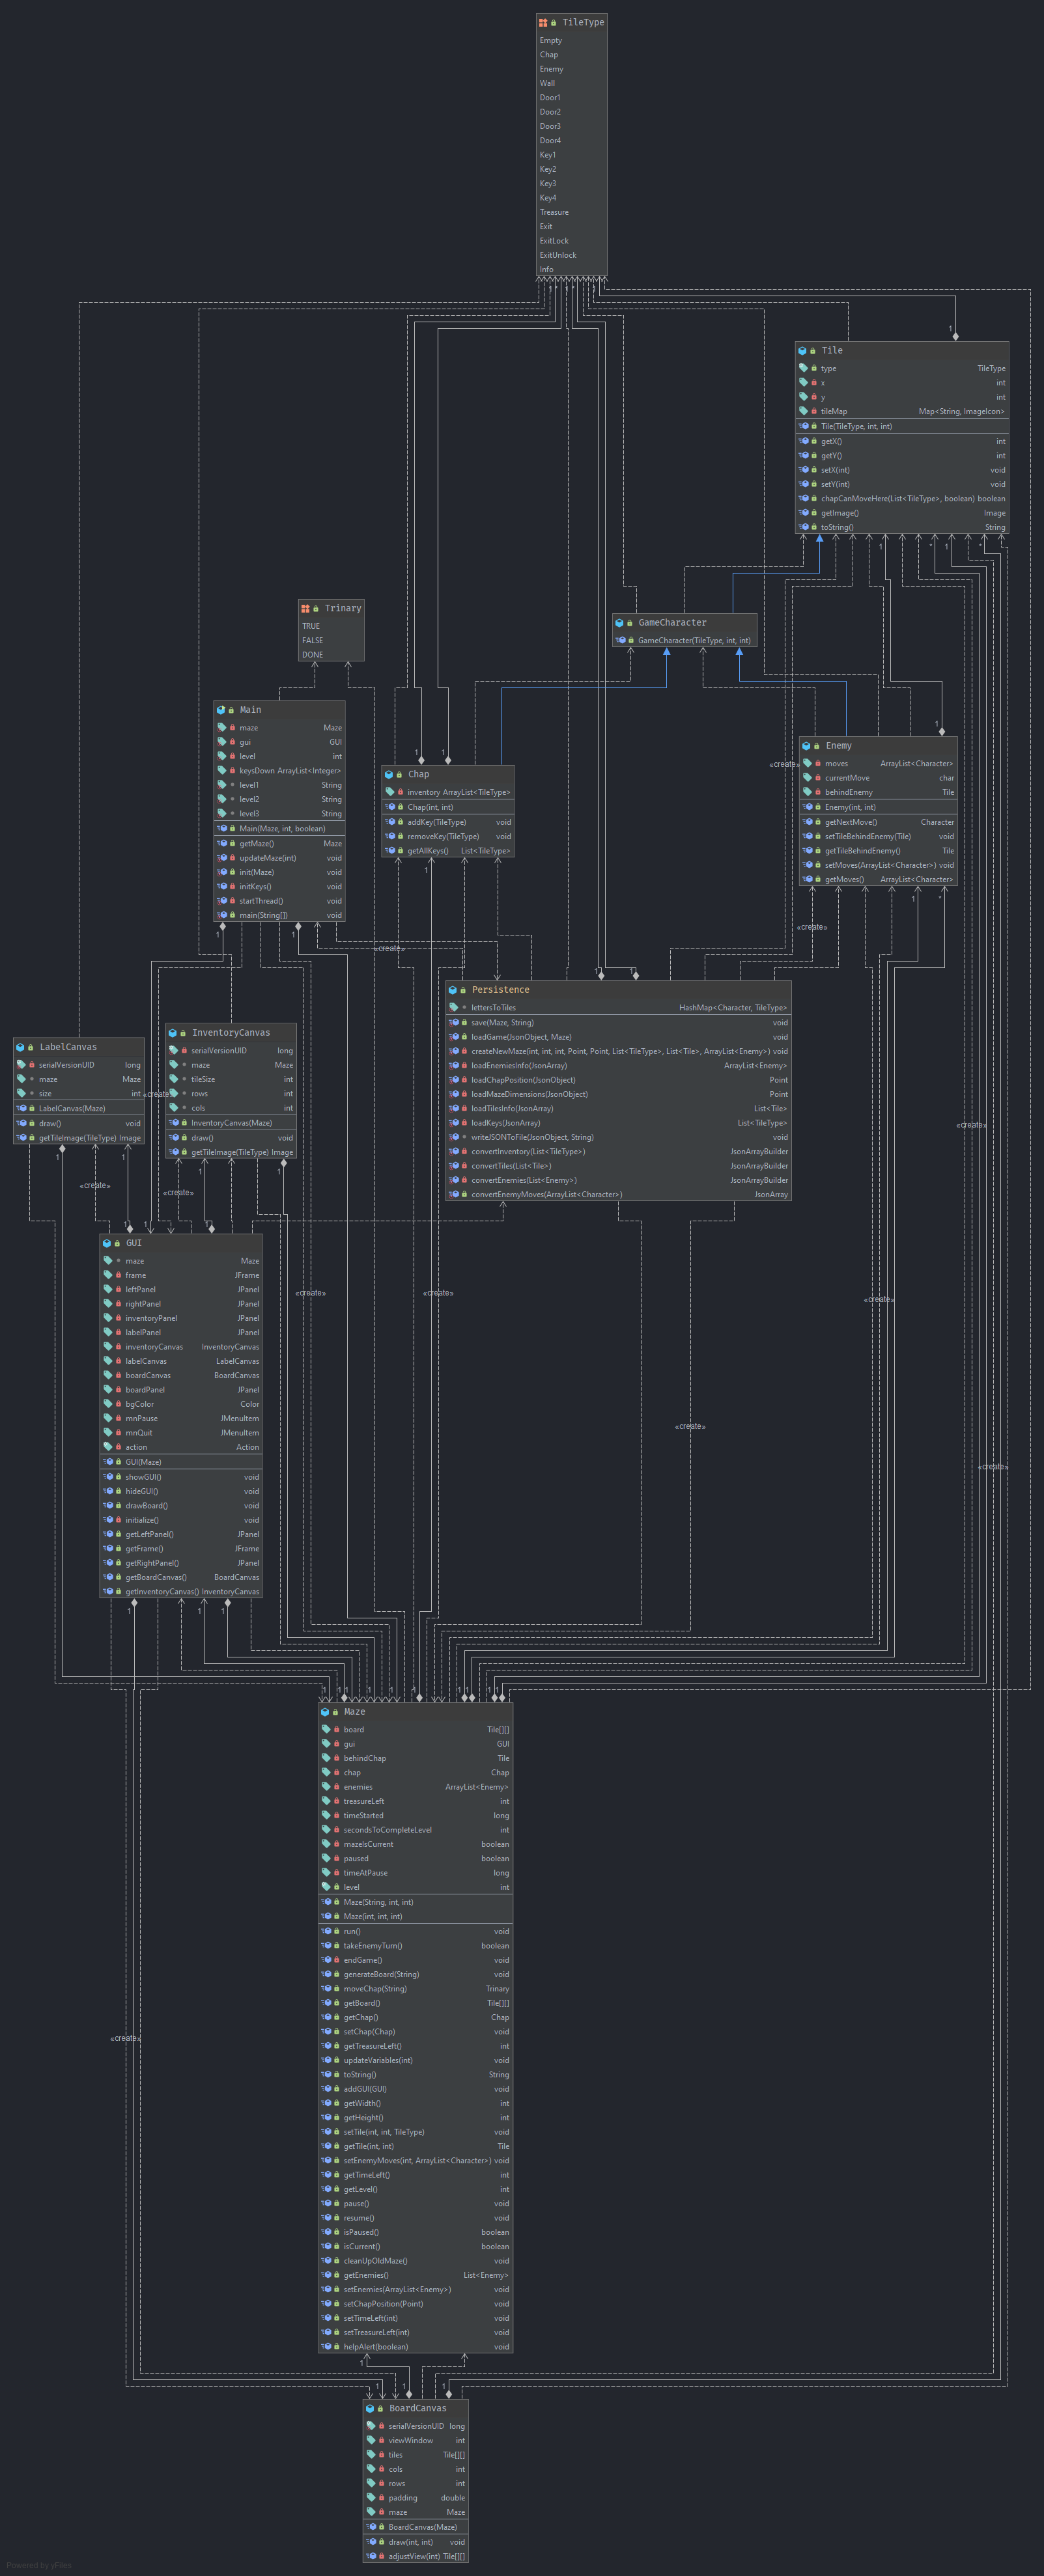 TileType
Empty
Chap
Enemy
Wall
Door1
Door2
Door3
Door4
Key1
Key2
Key3
Key4
Treasure
Exit
ExitLock
ExitUnlock
Info
Tile
type TileType
x int
y int
tileMap Map<String, ImageIcon>
Tile(TileType, int, int)
getX() int
getY() int
setX(int) void
setY(int) void
chapCanMoveHere(List<TileType>, boolean) boolean
getImage() Image
toString() String
Trinary
TRUE
FALSE
DONE
GameCharacter
GameCharacter(TileType, int, int)
Main
maze Maze
gui GUI
level int
keysDown ArrayList<Integer>
level1 String
level2 String
level3 String
Main(Maze, int, boolean)
getMaze() Maze
updateMaze(int) void
init(Maze) void
initKeys() void
startThread() void
main(String[]) void
Chap
inventory ArrayList<TileType>
Chap(int, int)
addKey(TileType) void
removeKey(TileType) void
getAllKeys() List<TileType>
Enemy
moves ArrayList<Character>
currentMove char
behindEnemy Tile
Enemy(int, int)
getNextMove() Character
setTileBehindEnemy(Tile) void
getTileBehindEnemy() Tile
setMoves(ArrayList<Character>) void
getMoves() ArrayList<Character>
«create»
«create»
«create»
Persistence
lettersToTiles HashMap<Character, TileType>
save(Maze, String) void
loadGame(JsonObject, Maze) void
createNewMaze(int, int, int, Point, Point, List<TileType>, List<Tile>, ArrayList<Enemy>) void
loadEnemiesInfo(JsonArray) ArrayList<Enemy>
loadChapPosition(JsonObject) Point
loadMazeDimensions(JsonObject) Point
loadTilesInfo(JsonArray) List<Tile>
loadKeys(JsonArray) List<TileType>
writeJSONToFile(JsonObject, String) void
convertInventory(List<TileType>) JsonArrayBuilder
convertTiles(List<Tile>) JsonArrayBuilder
convertEnemies(List<Enemy>) JsonArrayBuilder
convertEnemyMoves(ArrayList<Character>) JsonArray
LabelCanvas
serialVersionUID long
maze Maze
size int
LabelCanvas(Maze)
draw() void
getTileImage(TileType) Image
InventoryCanvas
serialVersionUID long
maze Maze
tileSize int
rows int
cols int
InventoryCanvas(Maze)
draw() void
getTileImage(TileType) Image
«create»
«create»
«create»
«create»
GUI
maze Maze
frame JFrame
leftPanel JPanel
rightPanel JPanel
inventoryPanel JPanel
labelPanel JPanel
inventoryCanvas InventoryCanvas
labelCanvas LabelCanvas
boardCanvas BoardCanvas
boardPanel JPanel
bgColor Color
mnPause JMenuItem
mnQuit JMenuItem
action Action
GUI(Maze)
showGUI() void
hideGUI() void
drawBoard() void
initialize() void
getLeftPanel() JPanel
getFrame() JFrame
getRightPanel() JPanel
getBoardCanvas() BoardCanvas
getInventoryCanvas() InventoryCanvas
«create»
«create»
«create»
«create»
«create»
Maze
board Tile[][]
gui GUI
behindChap Tile
chap Chap
enemies ArrayList<Enemy>
treasureLeft int
timeStarted long
secondsToCompleteLevel int
mazeIsCurrent boolean
paused boolean
timeAtPause long
level int
Maze(String, int, int)
Maze(int, int, int)
run() void
takeEnemyTurn() boolean
endGame() void
generateBoard(String) void
moveChap(String) Trinary
getBoard() Tile[][]
getChap() Chap
setChap(Chap) void
getTreasureLeft() int
updateVariables(int) void
toString() String
addGUI(GUI) void
getWidth() int
getHeight() int
setTile(int, int, TileType) void
getTile(int, int) Tile
setEnemyMoves(int, ArrayList<Character>) void
getTimeLeft() int
getLevel() int
pause() void
resume() void
isPaused() boolean
isCurrent() boolean
cleanUpOldMaze() void
getEnemies() List<Enemy>
setEnemies(ArrayList<Enemy>) void
setChapPosition(Point) void
setTimeLeft(int) void
setTreasureLeft(int) void
helpAlert(boolean) void
«create»
BoardCanvas
serialVersionUID long
viewWindow int
tiles Tile[][]
cols int
rows int
padding double
maze Maze
BoardCanvas(Maze)
draw(int, int) void
adjustView(int) Tile[][]
Powered by yFiles